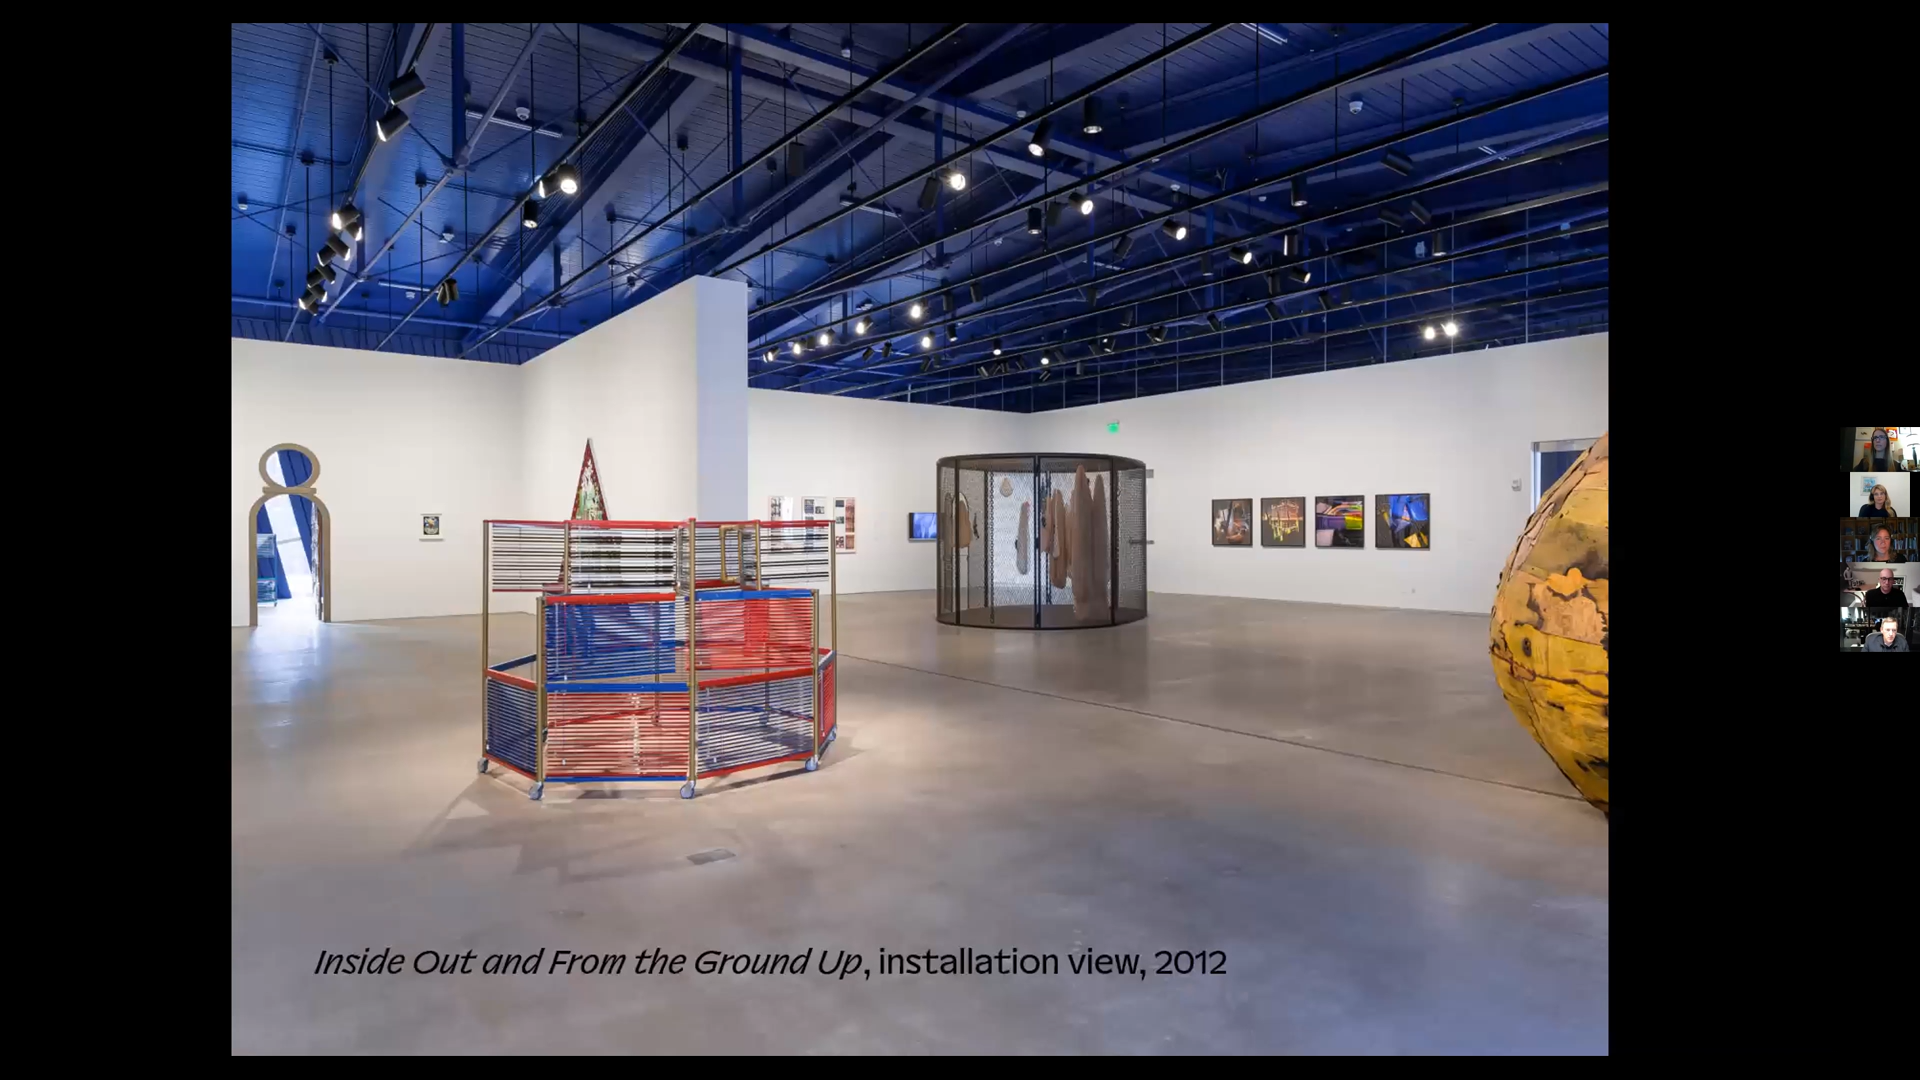 Inside Out and From the Ground Up, installation view, 2012